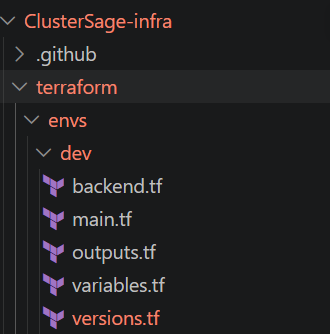 ClusterSage-infra
.github
terraform
envs
dev
backend.tf
main.tf
outputs.tf
variables.tf
versions.tf